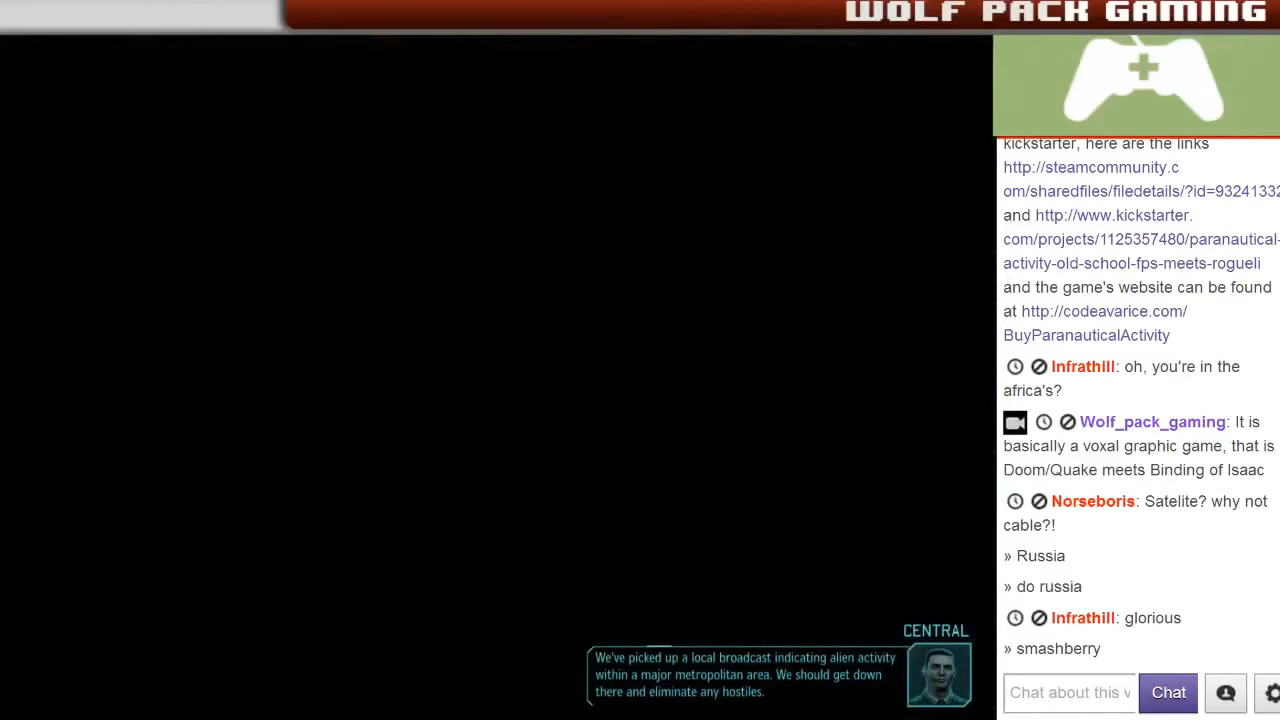 WOLF PACK GAMING
kickstarter, here are the links
http://steamcommunity.c
om/sharedfiles/filedetails/?id=93241332
and http://www.kickstarter.
com/projects/1125357480/paranautical-
activity-old-school-fps-meets-rogueli
and the game's website can be found
at http://codeavarice.com/
BuyParanauticalActivity
Infrathill: oh, you're in the
africa's?
Wolf_pack_gaming: It is
basically a voxal graphic game, that is
Doom/Quake meets Binding of Isaac
Norseboris: Satelite? why not
cable?!
» Russia
» do russia
Infrathill: glorious
» smashberry
Chat about this v
Chat
CENTRAL
We've picked up a local broadcast indicating alien activity
within a major metropolitan area. We should get down
there and eliminate any hostiles.